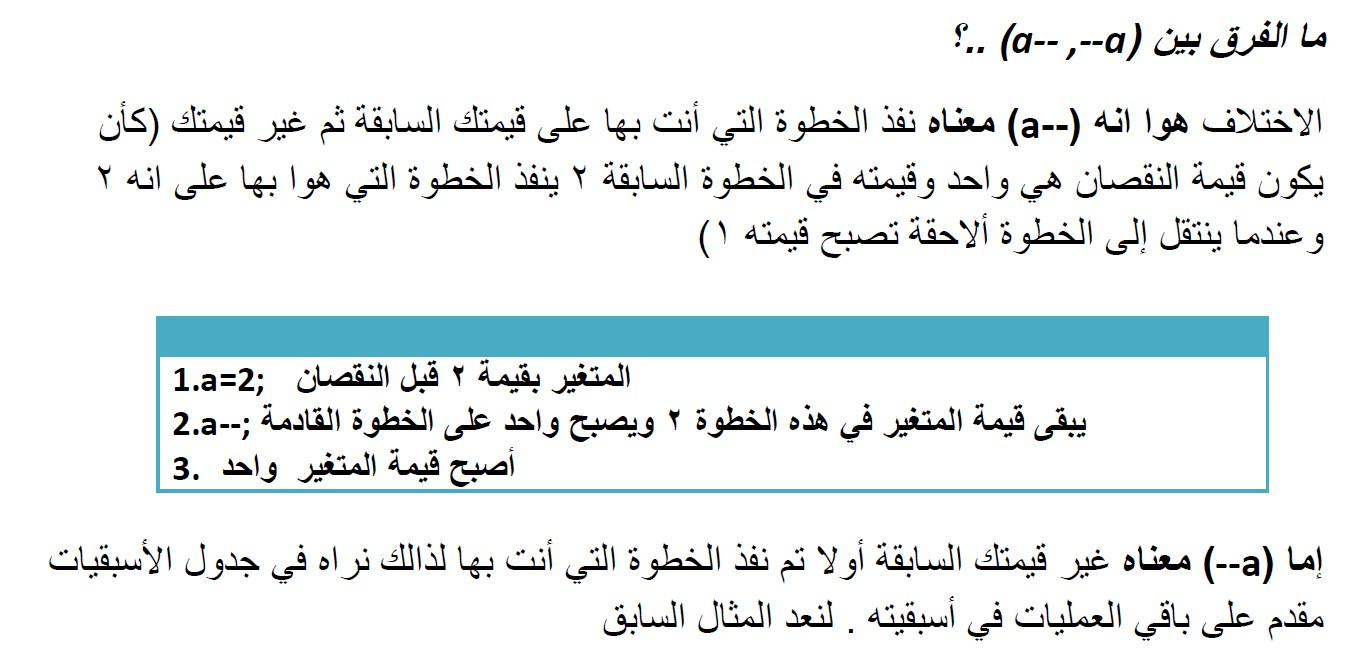 ما الفرق بين (a-- ,--a) ..؟
الاختلاف هوا انه (a--) معناه نفذ الخطوة التي أنت بها على قيمتك السابقة ثم غير قيمتك (كأن
يكون قيمة النقصان هي واحد وقيمته في الخطوة السابقة ٢ ينفذ الخطوة التي هوا بها على انه ٢
وعندما ينتقل إلى الخطوة ألاحقة تصبح قيمته ١)
1.a=2; المتغير بقيمة ٢ قبل النقصان
2.a--; يبقى قيمة المتغير في هذه الخطوة ٢ ويصبح واحد على الخطوة القادمة
3. أصبح قيمة المتغير واحد
إما (--a) معناه غير قيمتك السابقة أولا تم نفذ الخطوة التي أنت بها لذالك نراه في جدول الأسبقيات
مقدم على باقي العمليات في أسبقيته . لنعد المثال السابق